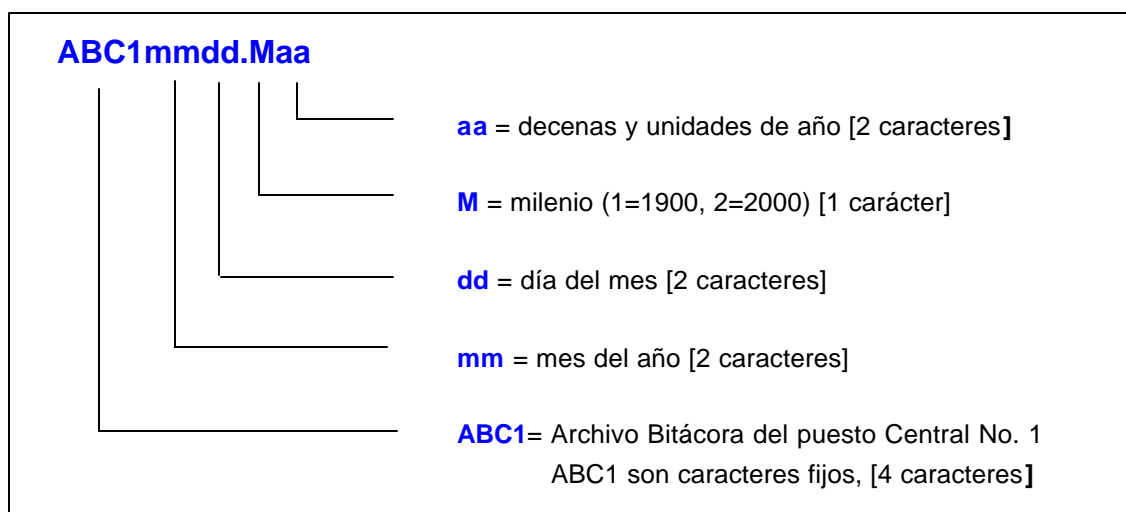 ABC1mmdd.Maa
aa = decenas y unidades de año [2 caracteres]
M = milenio (1=1900, 2=2000) [1 carácter]
dd = día del mes [2 caracteres]
mm = mes del año [2 caracteres]
ABC1= Archivo Bitácora del puesto Central No. 1
ABC1 son caracteres fijos, [4 caracteres]